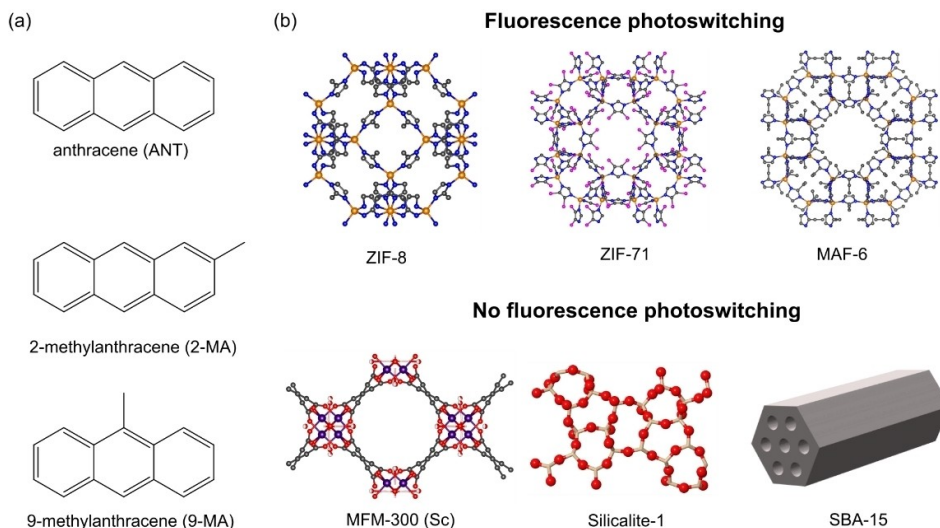 (a)
anthracene (ANT)
2-methylanthracene (2-MA)
9-methylanthracene (9-MA)
(b)
Fluorescence photoswitching
ZIF-8
ZIF-71
MAF-6
No fluorescence photoswitching
MFM-300 (Sc)
Silicalite-1
SBA-15